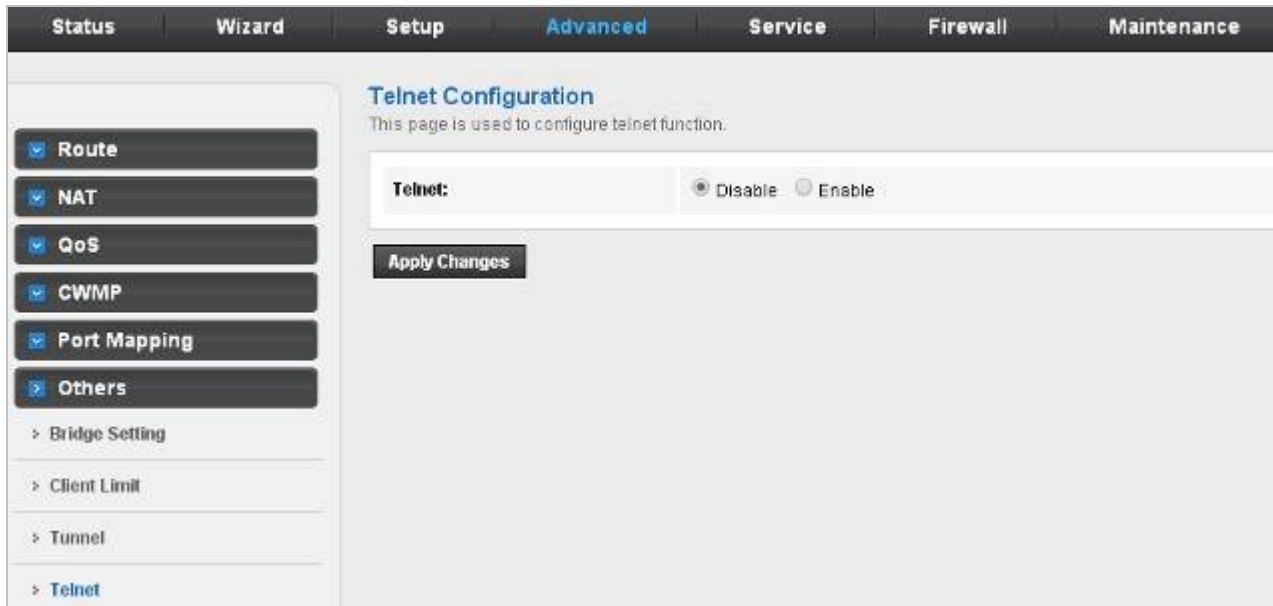 Status Wizard Setup Advanced Service Firewall Maintenance
Route
NAT
QoS
CWMP
Port Mapping
Others
> Bridge Setting
> Client Limit
> Tunnel
> Telnet
Telnet Configuration
This page is used to configure telnet function.
Telnet: Disable Enable
Apply Changes